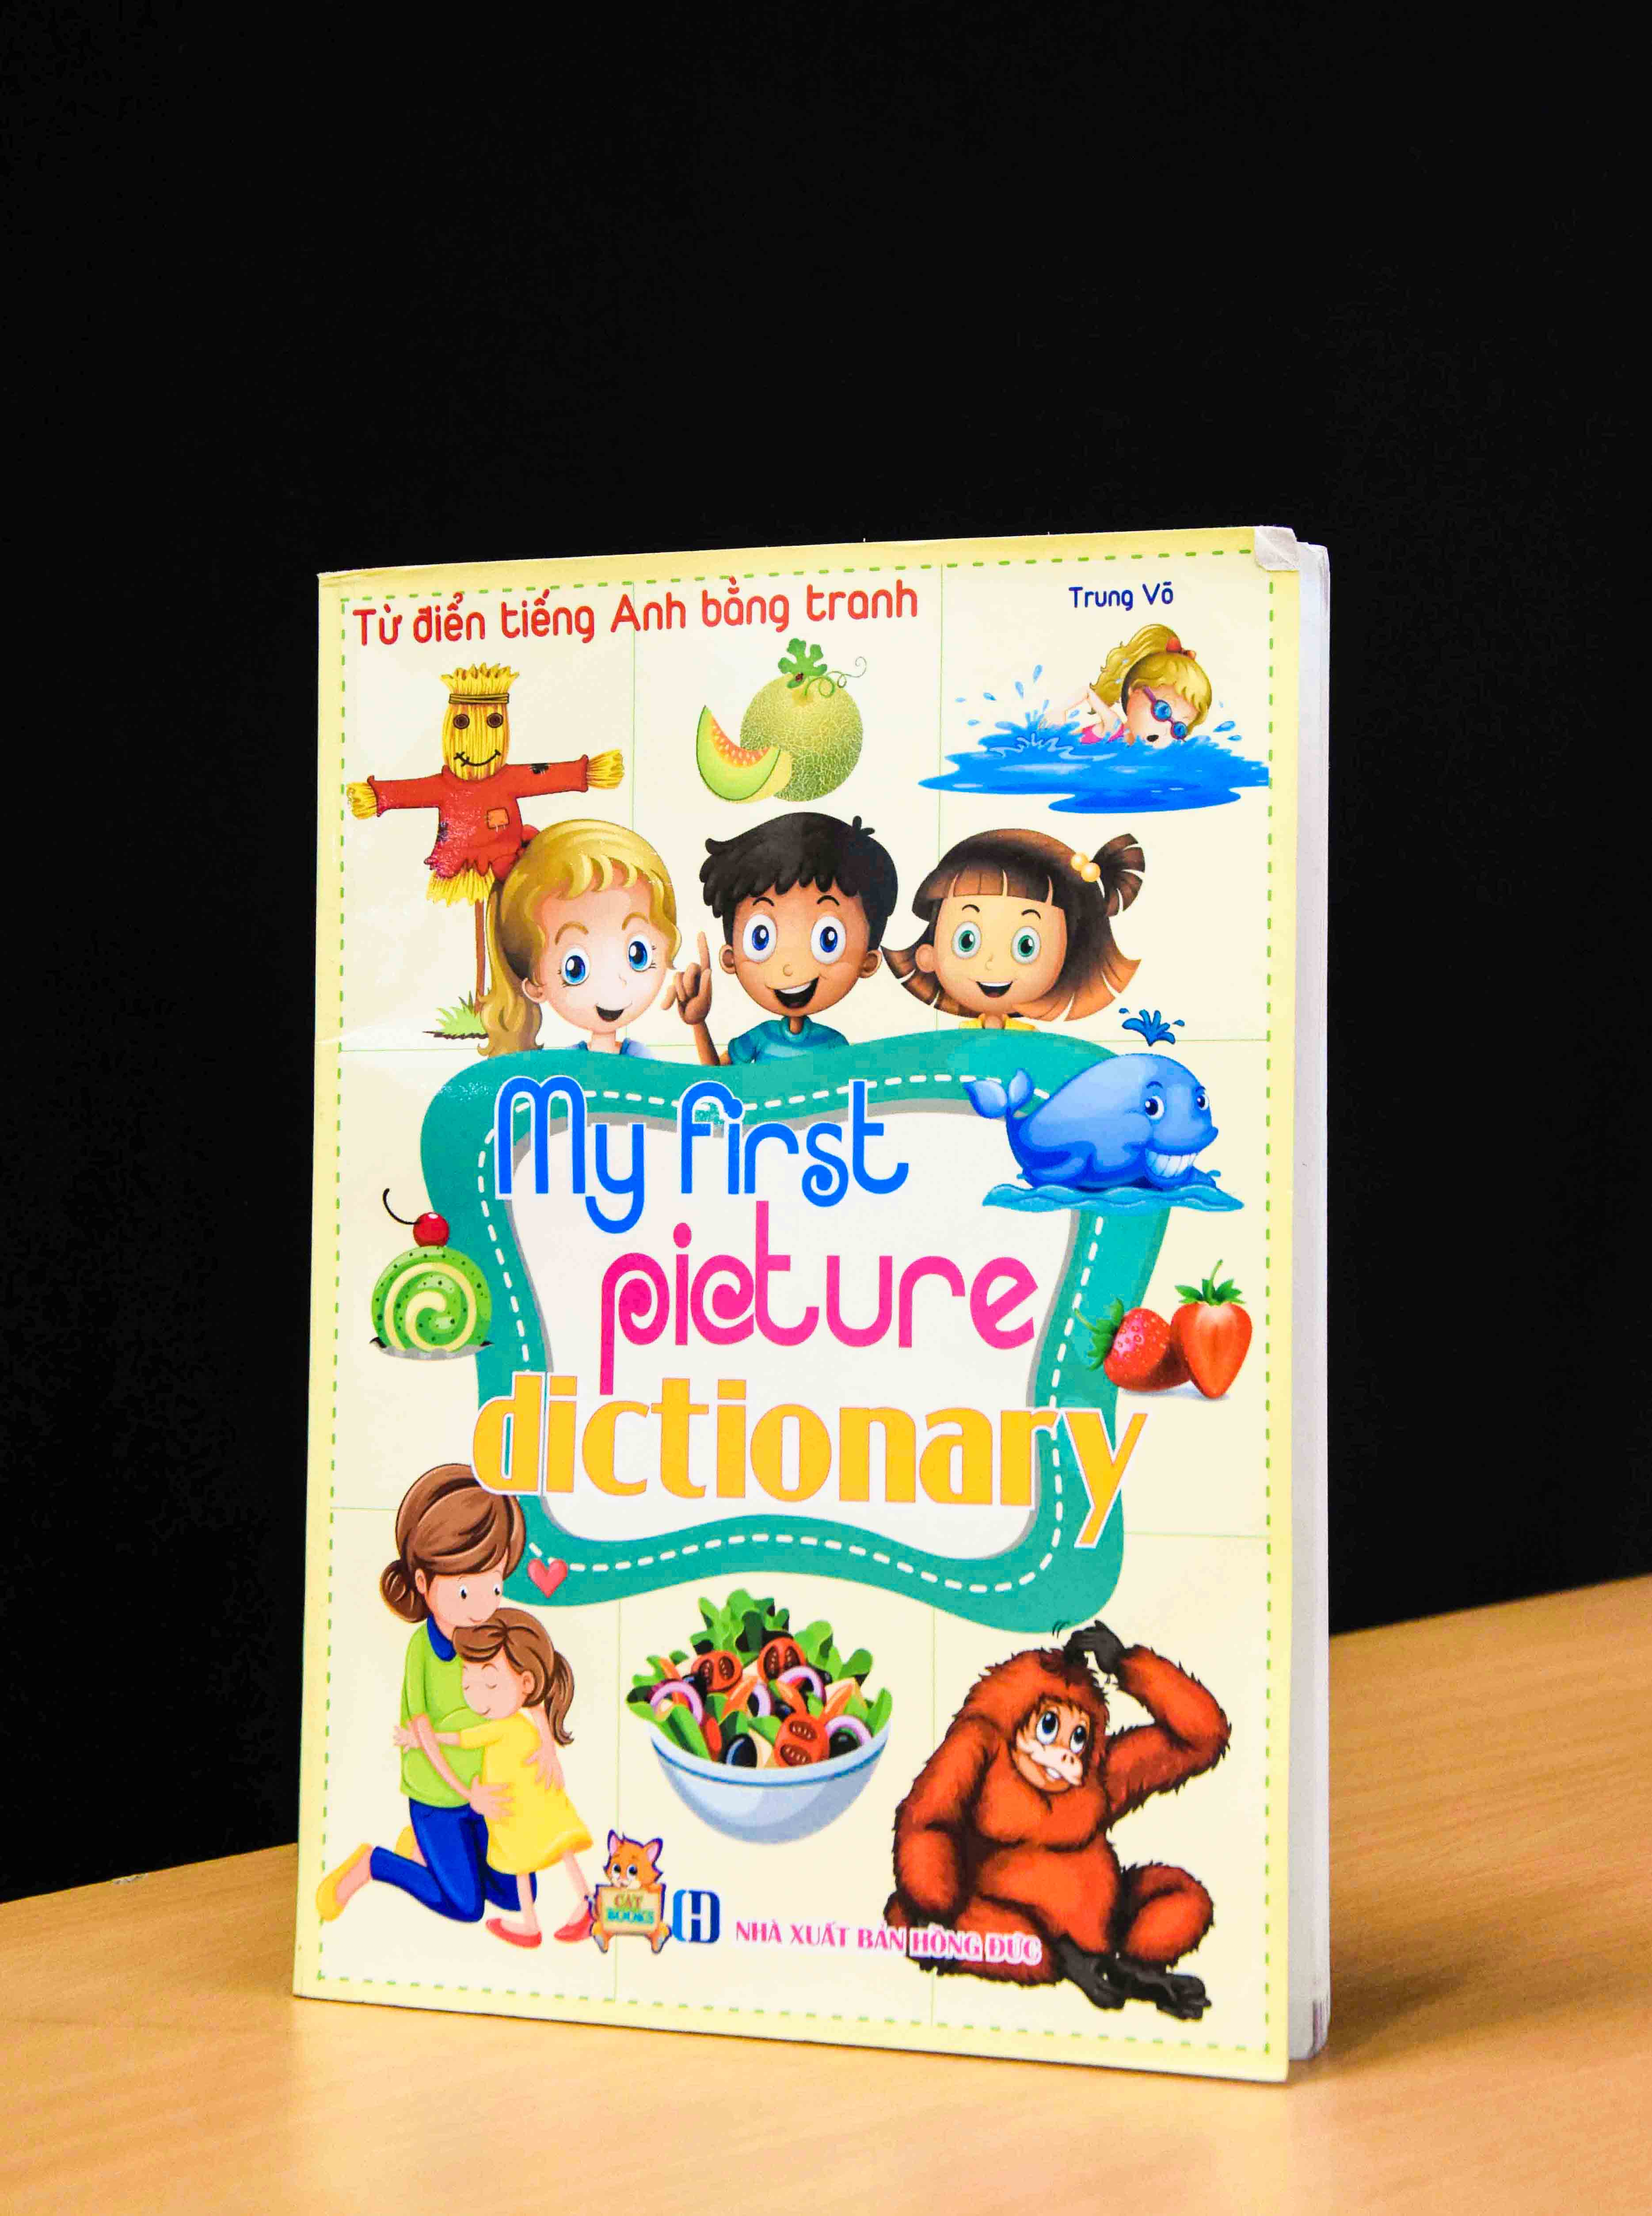 Từ điển tiếng Anh bằng tranh
Trung Võ
My first
picture
dictionary
CAT
BOOKS
NHÀ XUẤT BẢN HỒNG ĐỨC